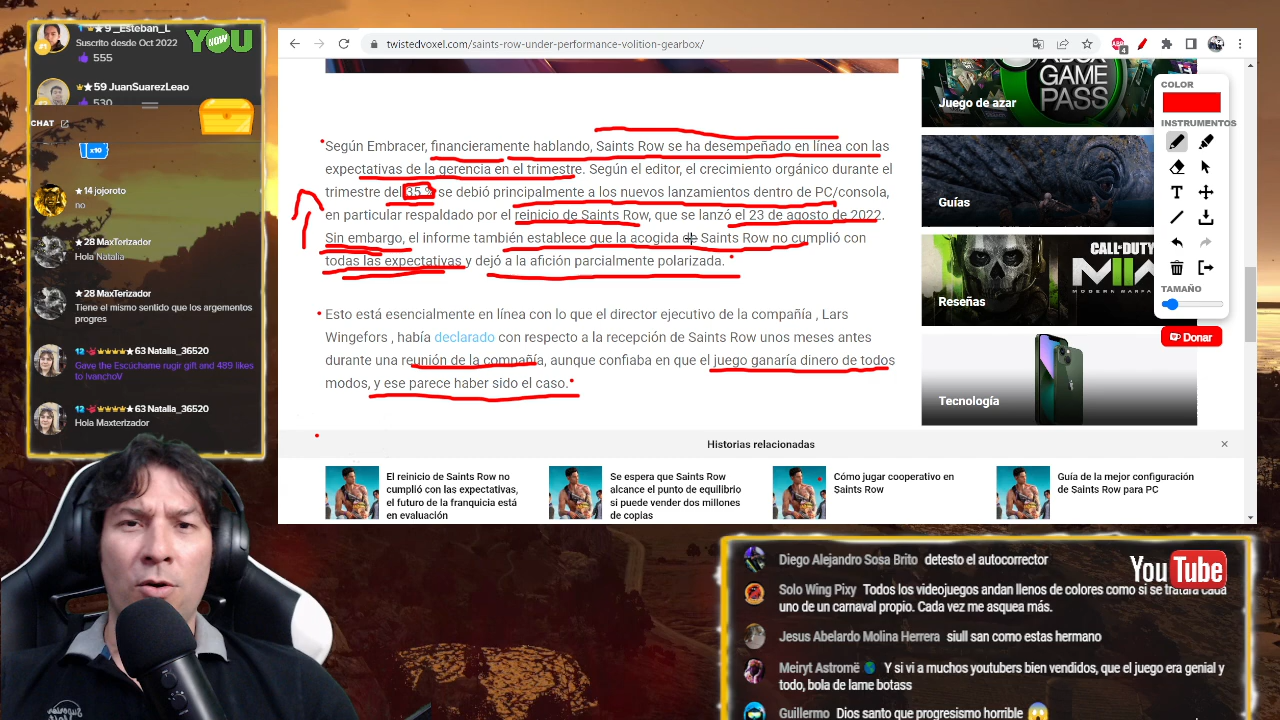 ★9 _Esteban_L
Suscrito desde Oct 2022
555
YOU
NOW
#1
★59 JuanSuarezLeao
530
CHAT
x10
★14 jojoroto
no
★28 MaxTorizador
Hola Natalia
★28 MaxTerizador
Tiene el mismo sentido que los argementos
progres
12 ★63 Natalia_36520
Gave the Escúchame rugir gift and 489 likes
to IvanchoV
12 ★63 Natalia_36520
Hola Maxterizador
twistedvoxel.com/saints-row-under-performance-volition-gearbox/
ABP
4
Según Embracer, financieramente hablando, Saints Row se ha desempeñado en línea con las
expectativas de la gerencia en el trimestre. Según el editor, el crecimiento orgánico durante el
trimestre del 35 % se debió principalmente a los nuevos lanzamientos dentro de PC/consola,
en particular respaldado por el reinicio de Saints Row, que se lanzó el 23 de agosto de 2022.
Sin embargo, el informe también establece que la acogida de Saints Row no cumplió con
todas las expectativas y dejó a la afición parcialmente polarizada.
Esto está esencialmente en línea con lo que el director ejecutivo de la compañía , Lars
Wingefors , había declarado con respecto a la recepción de Saints Row unos meses antes
durante una reunión de la compañía, aunque confiaba en que el juego ganaría dinero de todos
modos, y ese parece haber sido el caso.
XBOX
GAME
PASS
Juego de azar
Guías
CALL·DUTY
MWII
Reseñas
Tecnología
COLOR
INSTRUMENTOS
T
TAMAÑO
Donar
Historias relacionadas
El reinicio de Saints Row no
cumplió con las expectativas,
el futuro de la franquicia está
en evaluación
Se espera que Saints Row
alcance el punto de equilibrio
si puede vender dos millones
de copias
Cómo jugar cooperativo en
Saints Row
Guía de la mejor configuración
de Saints Row para PC
YouTube
Diego Alejandro Sosa Brito detesto el autocorrector
Solo Wing Pixy Todos los videojuegos andan llenos de colores como si se tratara cada
uno de un carnaval propio. Cada vez me asquea más.
Jesus Abelardo Molina Herrera siull san como estas hermano
Meiryt Astromë Y si vi a muchos youtubers bien vendidos, que el juego era genial y
todo, bola de lame botass
Guillermo Dios santo que progresismo horrible